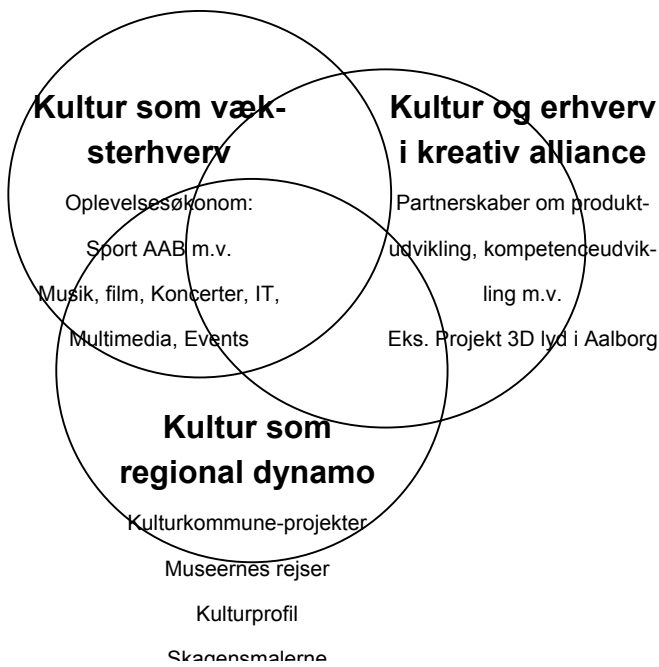 Kultur som væk-
sterhverv
Oplevelsesøkonom:
Sport AAB m.v.
Musik, film, Koncerter, IT,
Multimedia, Events
Kultur og erhverv
i kreativ alliance
Partnerskaber om produkt-
udvikling, kompetenceudvik-
ling m.v.
Eks. Projekt 3D lyd i Aalborg
Kultur som
regional dynamo
Kulturkommune-projekter
Museernes rejser
Kulturprofil
Skagensmalerne